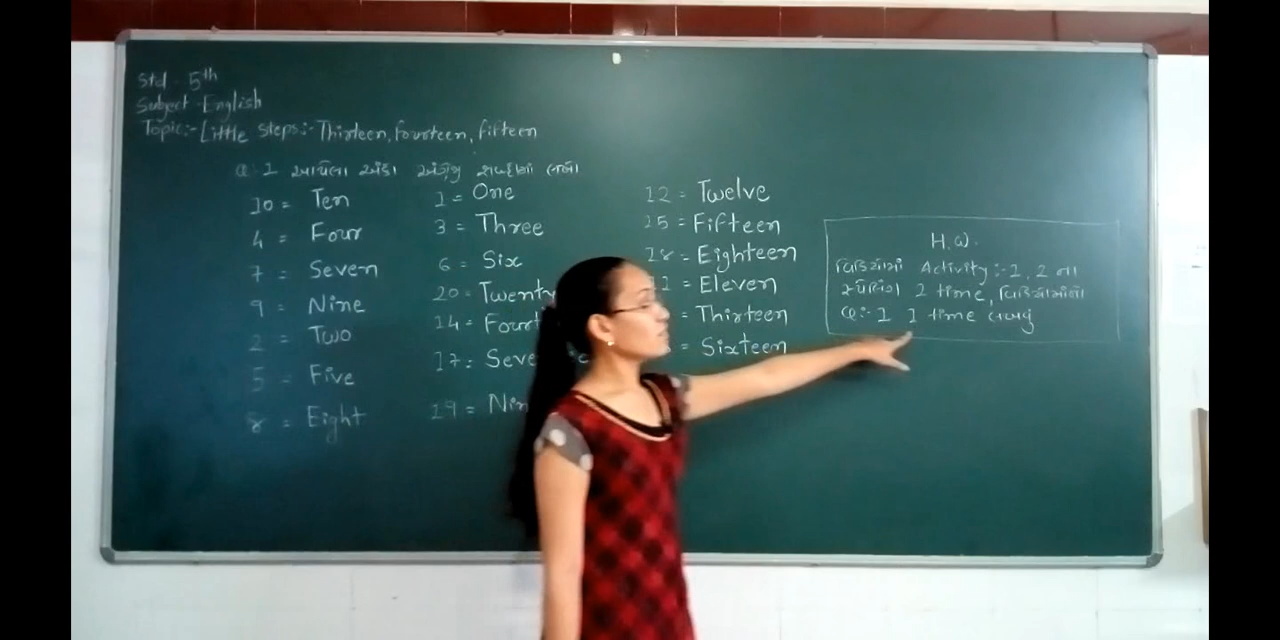 Std - 5th
Subject - English
Topic:- Little Steps:- Thirteen, fourteen, fifteen
Q:1 આપેલા અંકો અંગ્રેજી શબ્દોમાં લખો
10 = Ten
4 = Four
7 = Seven
9 = Nine
2 = Two
5 = Five
8 = Eight
1 = One
3 = Three
6 = Six
20 = Twenty
14 = Fourt
17 = Seve
19 = Nin
12 = Twelve
15 = Fifteen
18 = Eighteen
= Eleven
= Thirteen
= Sixteen
H.W.
વિડિયોમાં Activity:-1, 2 ના
સ્પેલિંગ 2 time, વિડિયોમાંનો
Q:-1 1 time લખવું